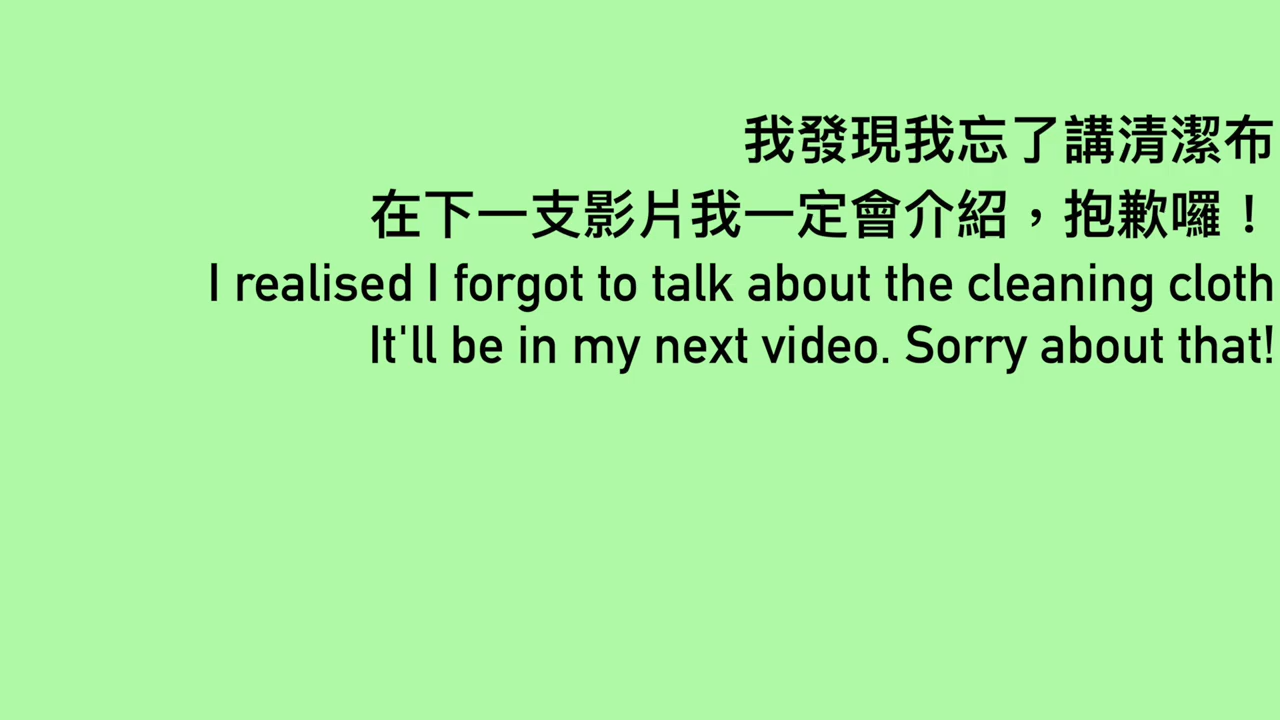 我發現我忘了講清潔布
在下一支影片我一定會介紹，抱歉囉！
I realised I forgot to talk about the cleaning cloth
It'll be in my next video. Sorry about that!